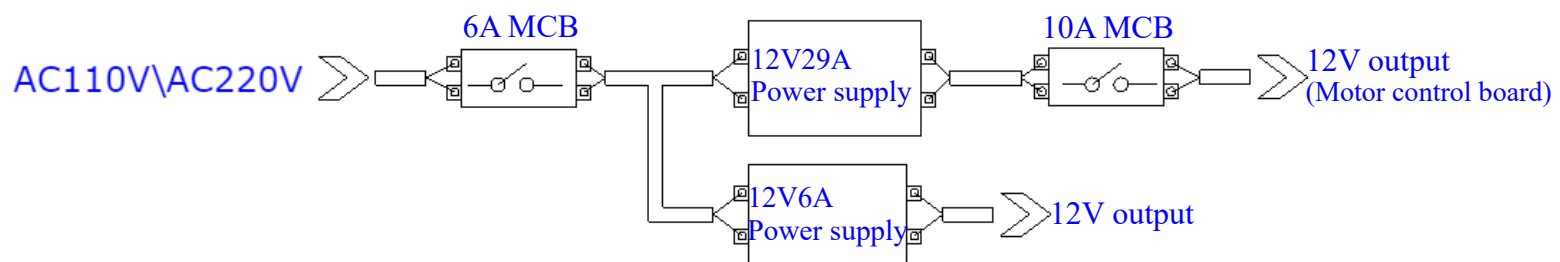 6A MCB
10A MCB
AC110V\AC220V
12V29A
Power supply
12V output
(Motor control board)
12V6A
Power supply
12V output